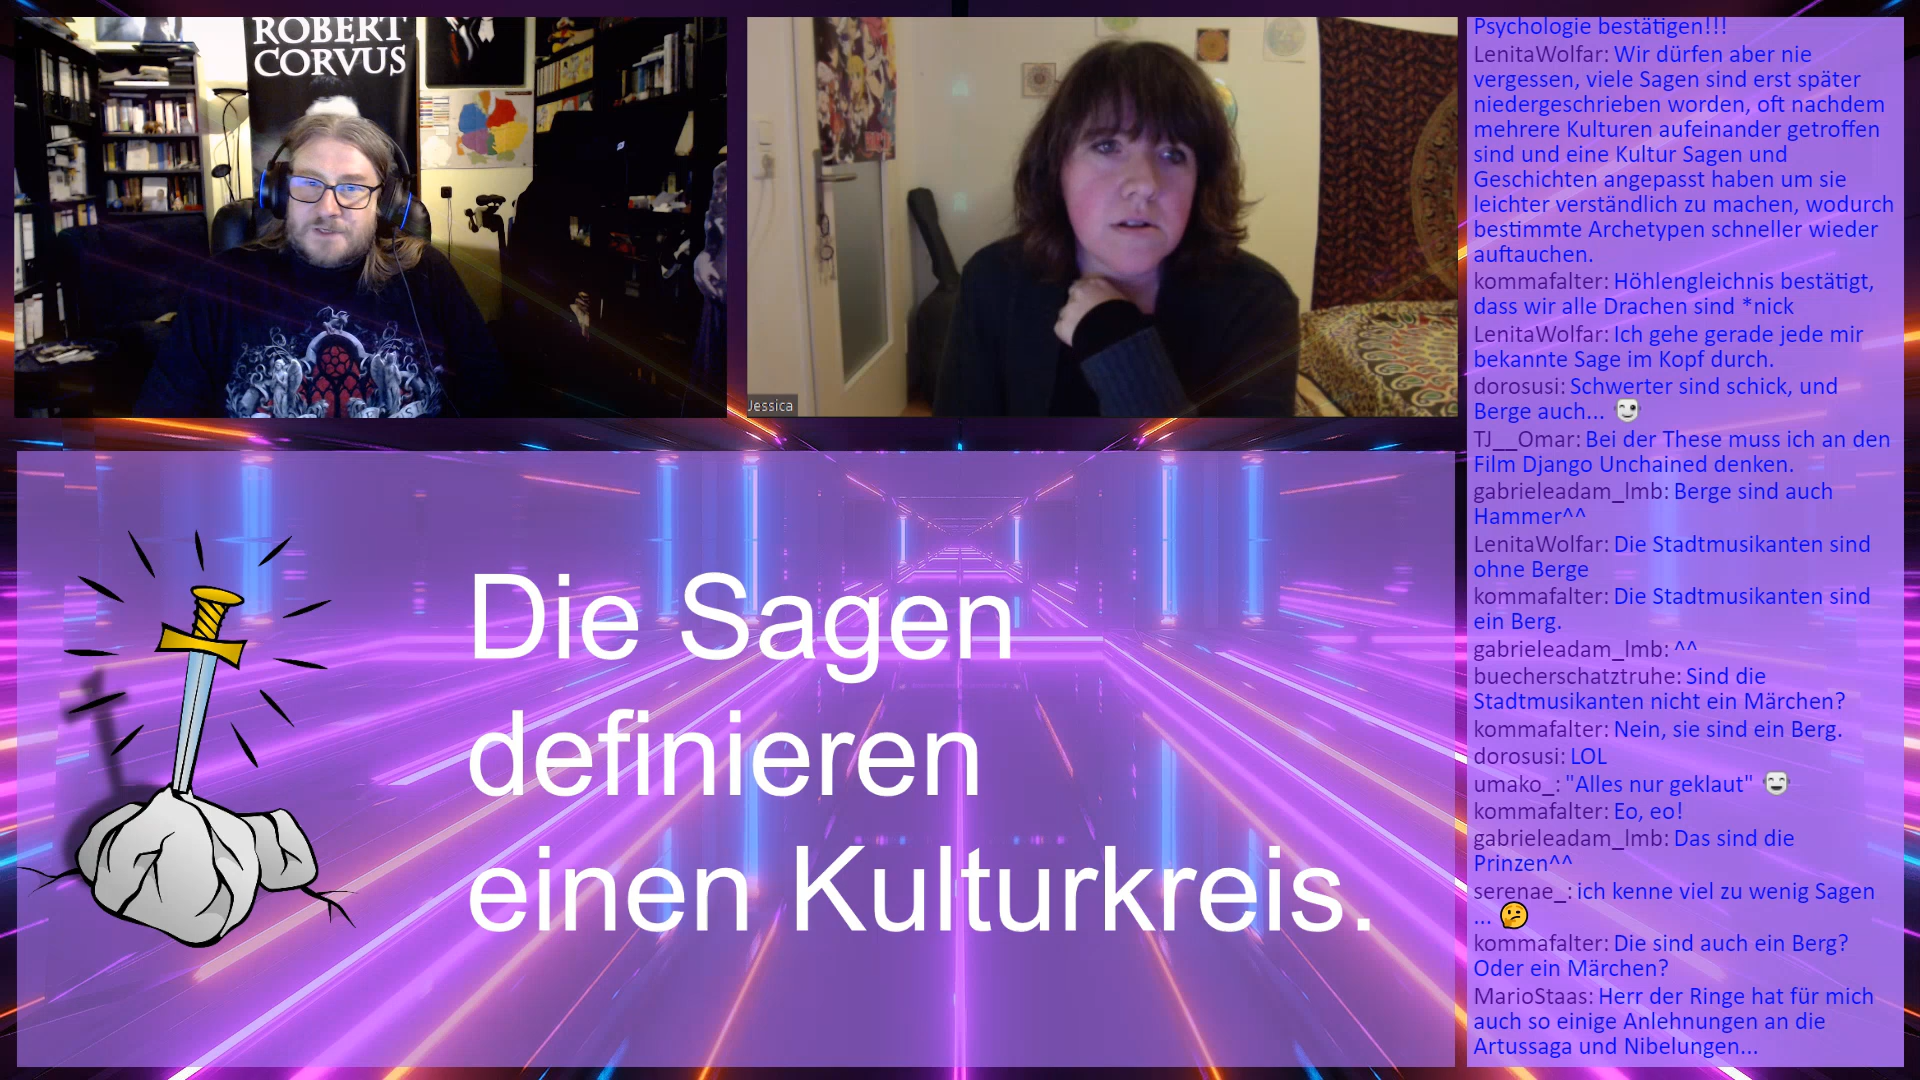 ROBERT
CORVUS
Jessica
Die Sagen
definieren
einen Kulturkreis.
Psychologie bestätigen!!!
LenitaWolfar: Wir dürfen aber nie
vergessen, viele Sagen sind erst später
niedergeschrieben worden, oft nachdem
mehrere Kulturen aufeinander getroffen
sind und eine Kultur Sagen und
Geschichten angepasst haben um sie
leichter verständlich zu machen, wodurch
bestimmte Archetypen schneller wieder
auftauchen.
kommafalter: Höhlengleichnis bestätigt,
dass wir alle Drachen sind *nick
LenitaWolfar: Ich gehe gerade jede mir
bekannte Sage im Kopf durch.
dorosusi: Schwerter sind schick, und
Berge auch...
TJ__Omar: Bei der These muss ich an den
Film Django Unchained denken.
gabrieleadam_lmb: Berge sind auch
Hammer^^
LenitaWolfar: Die Stadtmusikanten sind
ohne Berge
kommafalter: Die Stadtmusikanten sind
ein Berg.
gabrieleadam_lmb: ^^
buecherschatztruhe: Sind die
Stadtmusikanten nicht ein Märchen?
kommafalter: Nein, sie sind ein Berg.
dorosusi: LOL
umako_: "Alles nur geklaut"
kommafalter: Eo, eo!
gabrieleadam_lmb: Das sind die
Prinzen^^
serenae_: ich kenne viel zu wenig Sagen
...
kommafalter: Die sind auch ein Berg?
Oder ein Märchen?
MarioStaas: Herr der Ringe hat für mich
auch so einige Anlehnungen an die
Artussaga und Nibelungen...